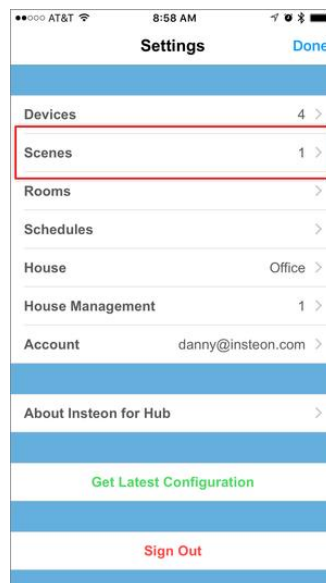 AT&T 8:58 AM
Settings Done
Devices 4
Scenes 1
Rooms
Schedules
House Office
House Management 1
Account danny@insteon.com
About Insteon for Hub
Get Latest Configuration
Sign Out